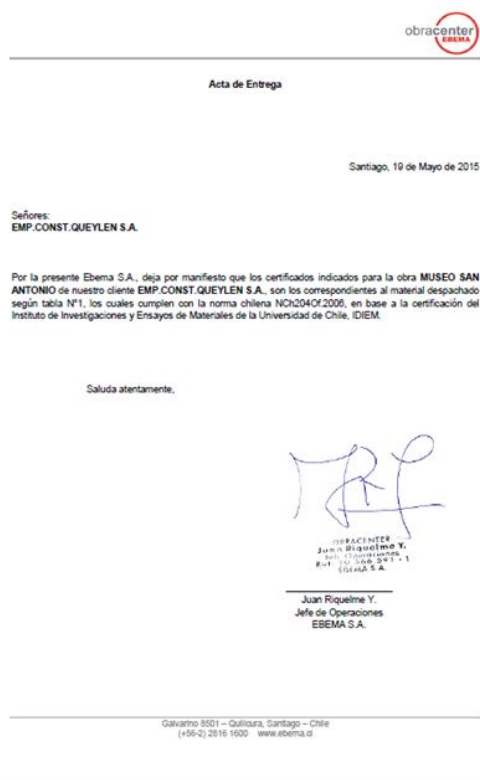 obracenter
EBEMA
Acta de Entrega
Santiago, 19 de Mayo de 2015
Señores:
EMP.CONST.QUEYLEN S.A.
Por la presente Ebema S.A., deja por manifiesto que los certificados indicados para la obra MUSEO SAN
ANTONIO de nuestro cliente EMP.CONST.QUEYLEN S.A., son los correspondientes al material despachado
según tabla N°1, los cuales cumplen con la norma chilena NCh204Of.2006, en base a la certificación del
Instituto de Investigaciones y Ensayos de Materiales de la Universidad de Chile, IDIEM.
Saluda atentamente,
OBRACENTER
Juan Riquelme Y.
Jefe Operaciones
EBEMA S.A.
Juan Riquelme Y.
Jefe de Operaciones
EBEMA S.A.
Galvarino 8501 – Quilicura, Santiago – Chile
(+56-2) 2816 1600 www.ebema.cl